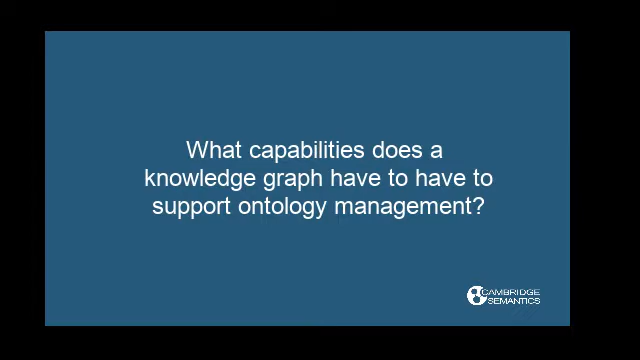 What capabilities does a
knowledge graph have to have to
support ontology management?
CAMBRIDGE
SEMANTICS